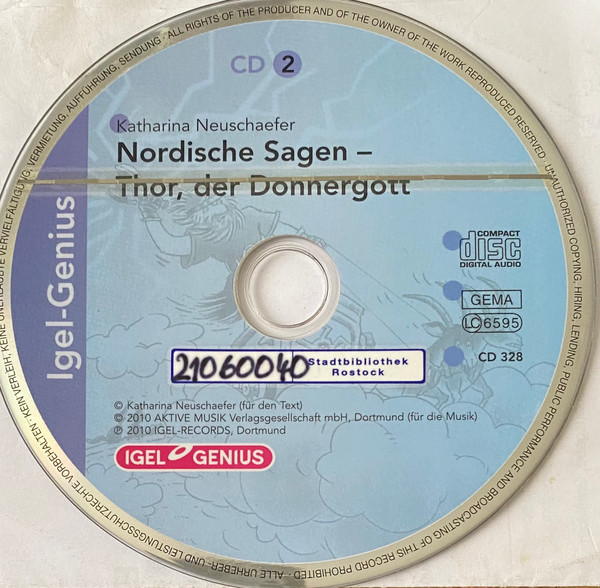 CD 2
Katharina Neuschaefer
Nordische Sagen –
Thor, der Donnergott
Igel-Genius
COMPACT
disc
DIGITAL AUDIO
GEMA
LC 6595
CD 328
21060040
Stadtbibliothek
Rostock
© Katharina Neuschaefer (für den Text)
© 2010 AKTIVE MUSIK Verlagsgesellschaft mbH, Dortmund (für die Musik)
℗ 2010 IGEL-RECORDS, Dortmund
IGEL GENIUS
ALL RIGHTS OF THE PRODUCER AND OF THE OWNER OF THE WORK REPRODUCED RESERVED · UNAUTHORIZED COPYING, HIRING, LENDING, PUBLIC PERFORMANCE AND BROADCASTING OF THIS RECORD PROHIBITED ·
ALLE URHEBER- UND LEISTUNGSSCHUTZRECHTE VORBEHALTEN · KEIN VERLEIH, KEINE UNERLAUBTE VERVIELFÄLTIGUNG, VERMIETUNG, AUFFÜHRUNG, SENDUNG ·